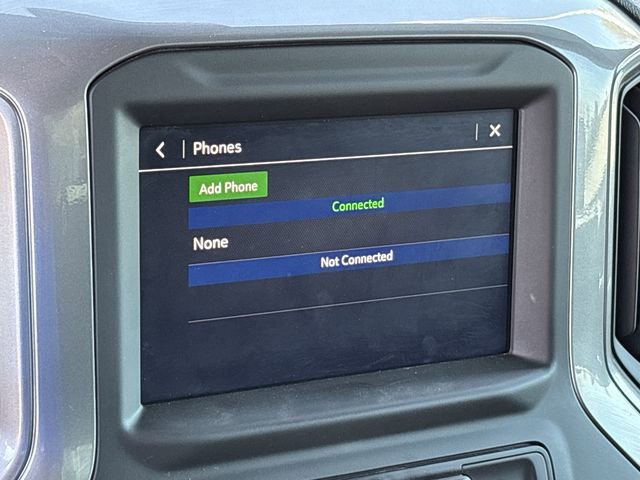 Phones
Add Phone
Connected
None
Not Connected